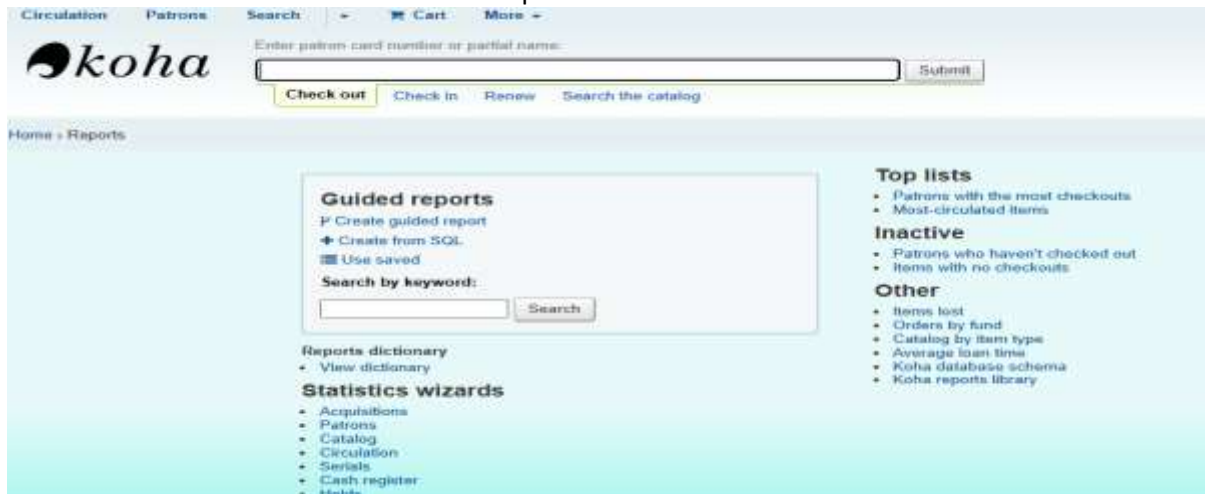 Circulation Patrons Search Cart More
koha
Enter patron card number or partial name:
Submit
Check out Check in Renew Search the catalog
Home › Reports
Guided reports
Create guided report
Create from SQL
Use saved
Search by keyword:
Search
Reports dictionary
View dictionary
Statistics wizards
Acquisitions
Patrons
Catalog
Circulation
Serials
Cash register
Holds
Top lists
Patrons with the most checkouts
Most-circulated items
Inactive
Patrons who haven't checked out
Items with no checkouts
Other
Items lost
Orders by fund
Catalog by item type
Average loan time
Koha database schema
Koha reports library